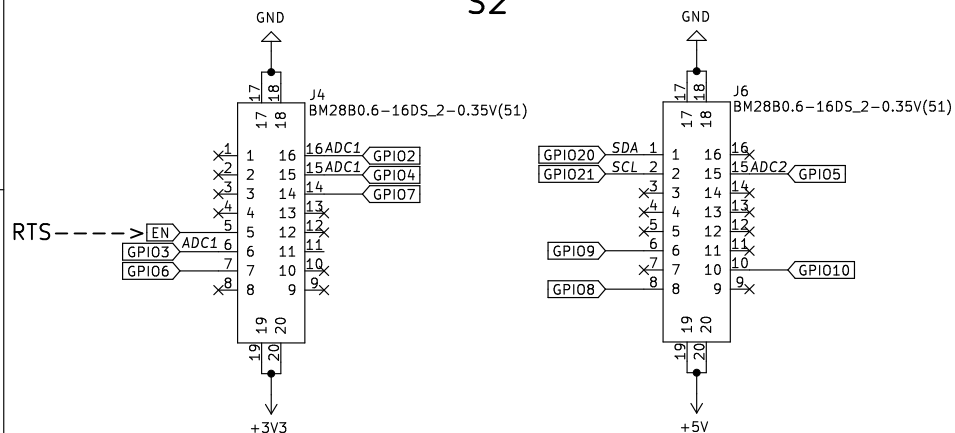 S2
GND
17 18
J4
BM28B0.6-16DS_2-0.35V(51)
17 18
1 1 16 16 ADC1 GPIO2
2 2 15 15 ADC1 GPIO4
3 3 14 14 GPIO7
4 4 13 13
RTS-----> EN 5 5 12 12
GPIO3 ADC1 6 6 11 11
GPIO6 7 7 10 10
8 8 9 9
19 20
19 20
+3V3
GND
17 18
J6
BM28B0.6-16DS_2-0.35V(51)
17 18
GPIO20 SDA 1 1 16 16
GPIO21 SCL 2 2 15 15 ADC2 GPIO5
3 3 14 14
4 4 13 13
5 5 12 12
GPIO9 6 6 11 11
7 7 10 10 GPIO10
GPIO8 8 8 9 9
19 20
19 20
+5V